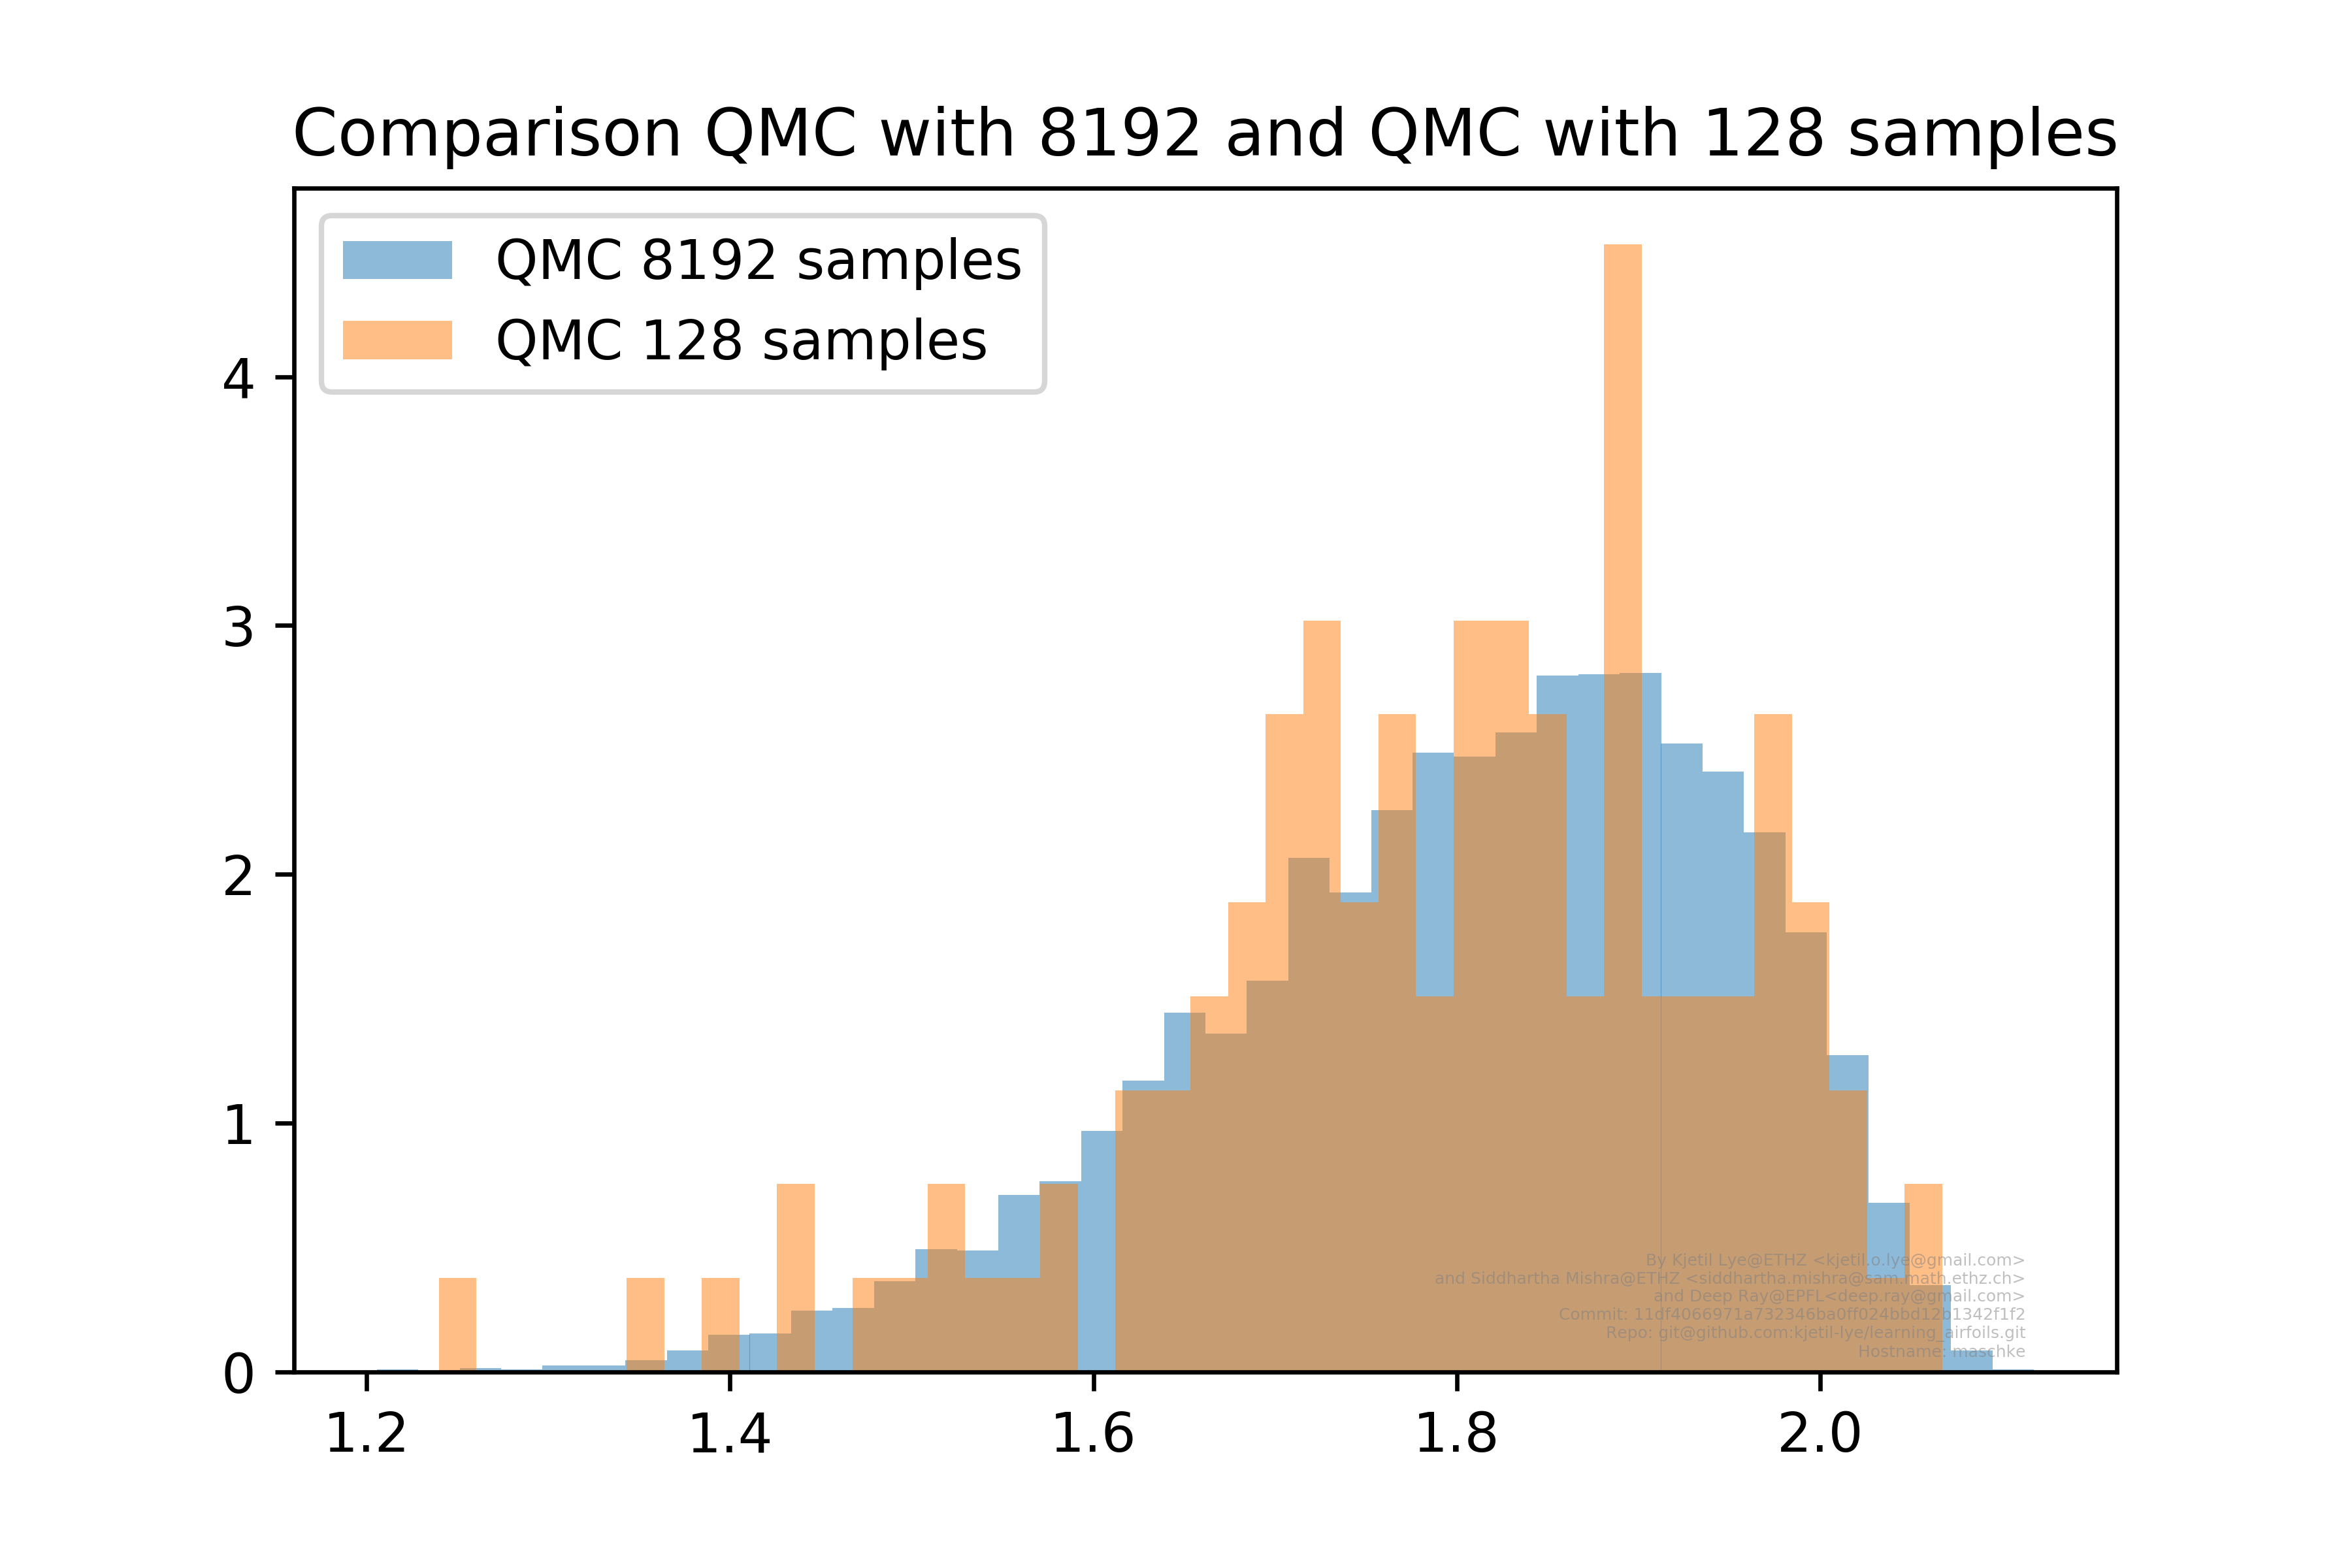 Comparison QMC with 8192 and QMC with 128 samples
QMC 8192 samples
QMC 128 samples
4
3
2
1
0
1.2 1.4 1.6 1.8 2.0
By Kjetil Lye@ETHZ <kjetil.o.lye@gmail.com>
and Siddhartha Mishra@ETHZ <siddhartha.mishra@sam.math.ethz.ch>
and Deep Ray@EPFL<deep.ray@gmail.com>
Commit: 11df4066971a732346ba0ff024bbd12b1342f1f2
Repo: git@github.com:kjetil-lye/learning_airfoils.git
Hostname: maschke